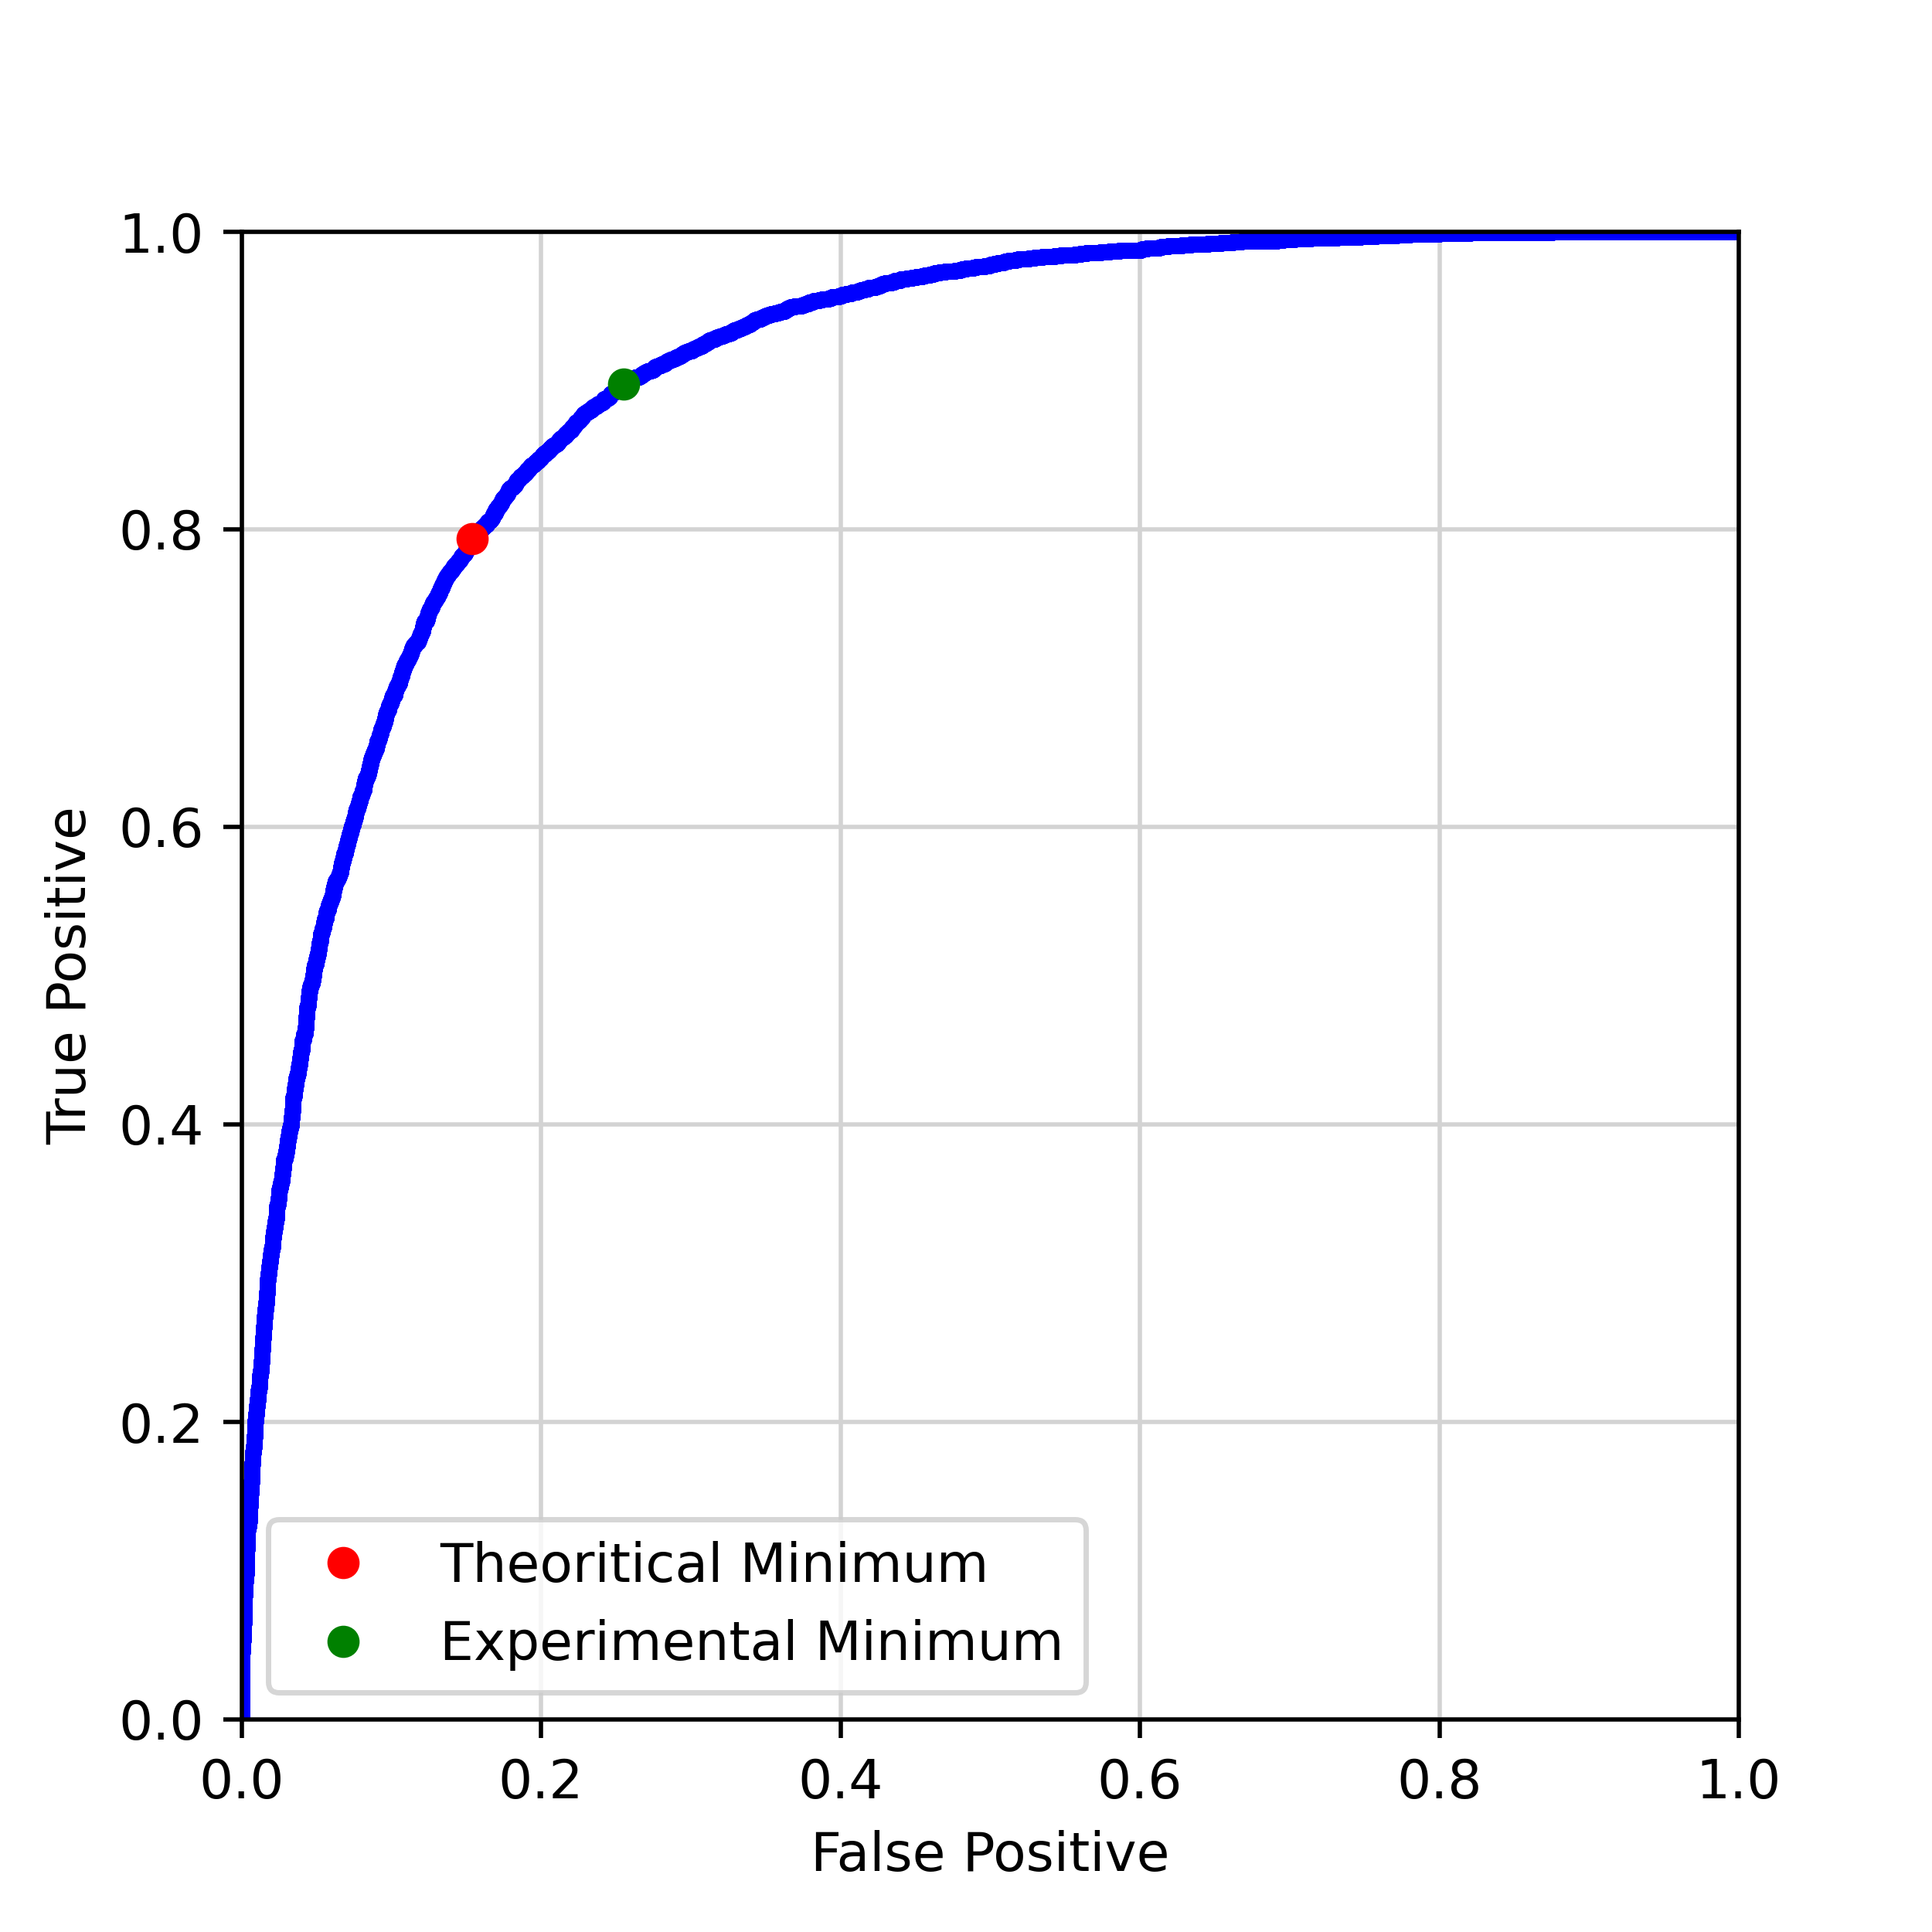 1.0
0.8
0.6
0.4
0.2
0.0
True Positive
Theoritical Minimum
Experimental Minimum
0.0 0.2 0.4 0.6 0.8 1.0
False Positive